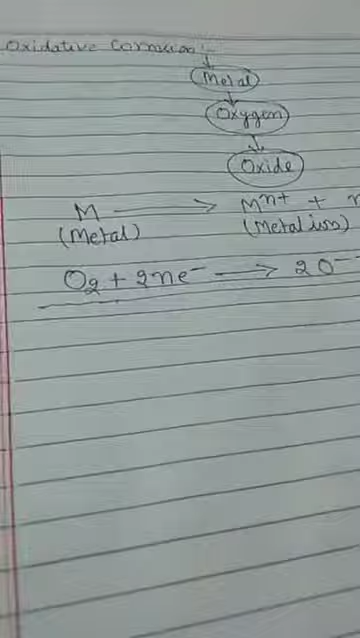 Oxidative Corrosion :-
Metal
Oxygen
Oxide
M → Mn+ + n
(Metal) (Metal ion)
O2 + 2ne- → 2O--